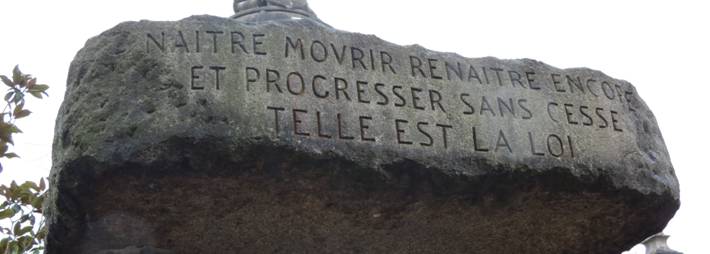 NAITRE MOVRIR RENAITRE ENCORE
ET PROGRESSER SANS CESSE
TELLE EST LA LOI